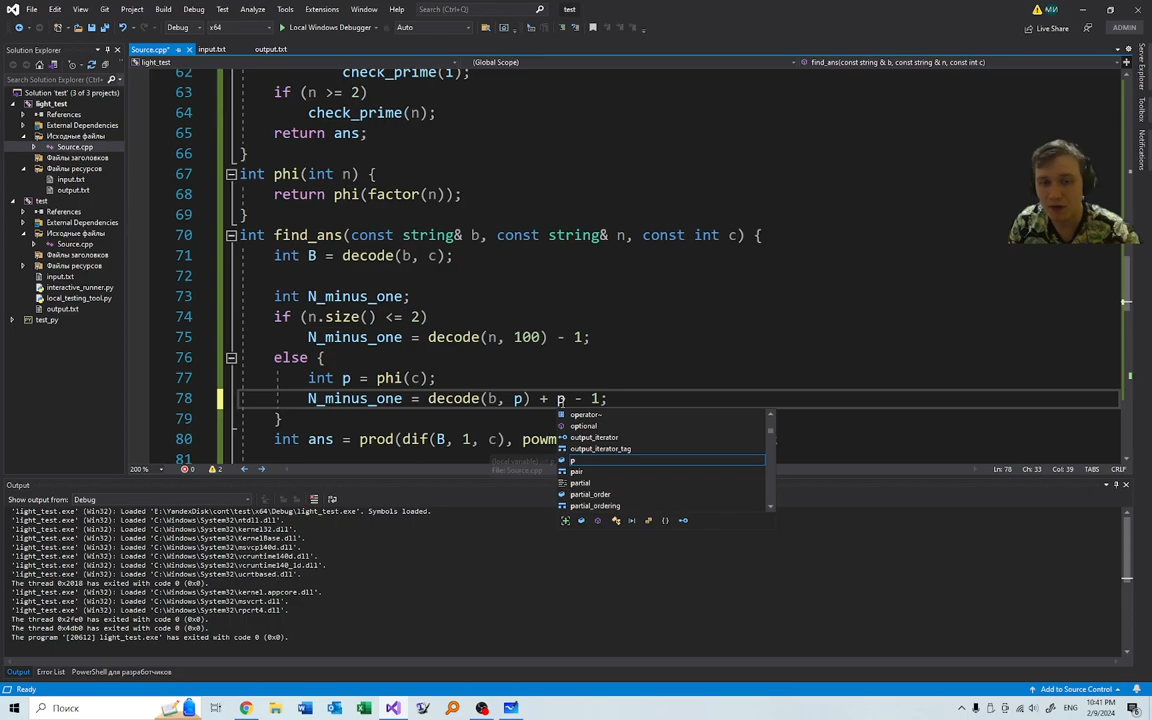 File Edit View Git Project Build Debug Test Analyze Tools Extensions Window Help Search (Ctrl+Q) test МИ
Debug x64 Local Windows Debugger Auto Live Share ADMIN
Solution Explorer
Search Solution Explorer (Ctrl+;)
Solution 'test' (3 of 3 projects)
light_test
References
External Dependencies
Исходные файлы
Source.cpp
Файлы заголовков
Файлы ресурсов
input.txt
output.txt
test
References
External Dependencies
Исходные файлы
Source.cpp
Файлы заголовков
Файлы ресурсов
input.txt
interactive_runner.py
local_testing_tool.py
output.txt
test_py
Source.cpp* input.txt output.txt
light_test (Global Scope) find_ans(const string & b, const string & n, const int c)
62 check_prime(i);
63 if (n >= 2)
64 check_prime(n);
65 return ans;
66 }
67 int phi(int n) {
68 return phi(factor(n));
69 }
70 int find_ans(const string& b, const string& n, const int c) {
71 int B = decode(b, c);
72
73 int N_minus_one;
74 if (n.size() <= 2)
75 N_minus_one = decode(n, 100) - 1;
76 else {
77 int p = phi(c);
78 N_minus_one = decode(b, p) + p - 1;
79 }
80 int ans = prod(dif(B, 1, c), powm
81
operator~
optional
output_iterator
output_iterator_tag
p
pair
partial
partial_order
partial_ordering
(local variable) in
File: Source.cpp
200 % 0 2 Ln: 78 Ch: 33 Col: 39 TABS CRLF
Output
Show output from: Debug
'light_test.exe' (Win32): Loaded 'E:\YandexDisk\cont\test\x64\Debug\light_test.exe'. Symbols loaded.
'light_test.exe' (Win32): Loaded 'C:\Windows\System32\ntdll.dll'.
'light_test.exe' (Win32): Loaded 'C:\Windows\System32\kernel32.dll'.
'light_test.exe' (Win32): Loaded 'C:\Windows\System32\KernelBase.dll'.
'light_test.exe' (Win32): Loaded 'C:\Windows\System32\msvcp140d.dll'.
'light_test.exe' (Win32): Loaded 'C:\Windows\System32\vcruntime140d.dll'.
'light_test.exe' (Win32): Loaded 'C:\Windows\System32\vcruntime140_1d.dll'.
'light_test.exe' (Win32): Loaded 'C:\Windows\System32\ucrtbased.dll'.
The thread 0x2018 has exited with code 0 (0x0).
'light_test.exe' (Win32): Loaded 'C:\Windows\System32\kernel.appcore.dll'.
'light_test.exe' (Win32): Loaded 'C:\Windows\System32\msvcrt.dll'.
'light_test.exe' (Win32): Loaded 'C:\Windows\System32\rpcrt4.dll'.
The thread 0x2fe0 has exited with code 0 (0x0).
The thread 0x4db0 has exited with code 0 (0x0).
The program '[20612] light_test.exe' has exited with code 0 (0x0).
Output Error List PowerShell для разработчиков
Ready Add to Source Control
Поиск ENG 10:41 PM
2/9/2024 6
Server Explorer
Toolbox
Notifications